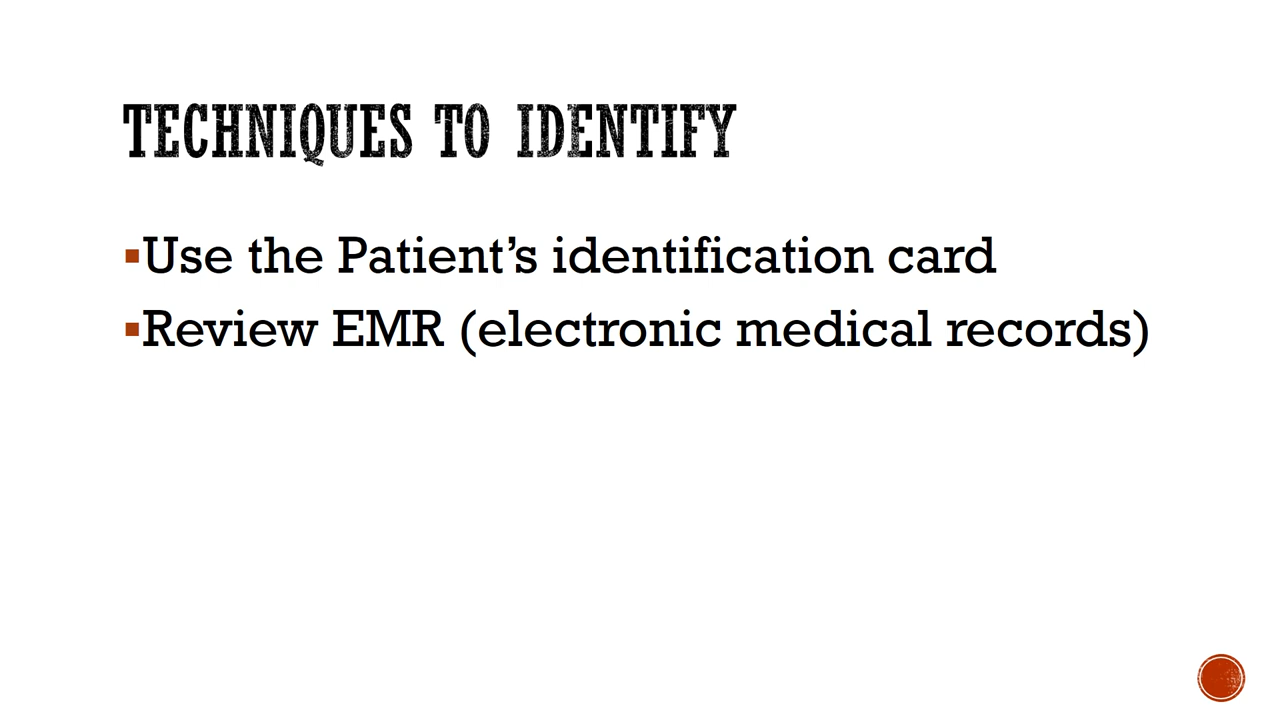 TECHNIQUES TO IDENTIFY
▪Use the Patient’s identification card
▪Review EMR (electronic medical records)